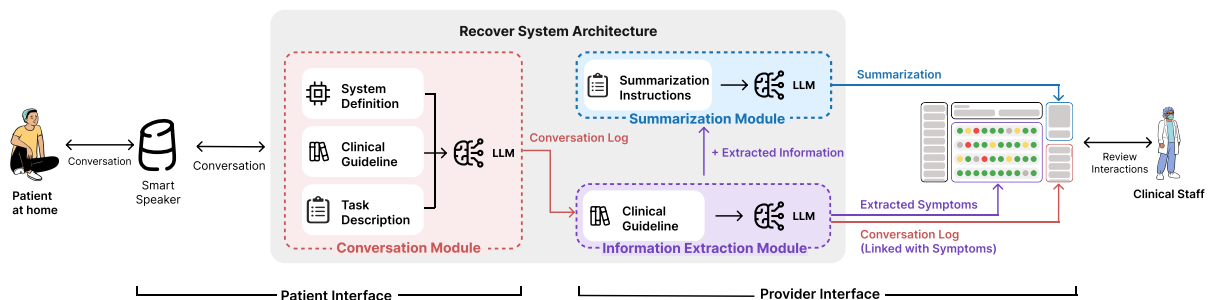 Recover System Architecture
System
Definition
Clinical
Guideline
Task
Description
LLM
Conversation Module
Conversation Log
Summarization
Instructions
LLM
Summarization Module
+ Extracted Information
Clinical
Guideline
LLM
Information Extraction Module
Summarization
Extracted Symptoms
Conversation Log
(Linked with Symptoms)
Patient
at home
Conversation
Smart
Speaker
Conversation
Review
Interactions
Clinical Staff
Patient Interface
Provider Interface